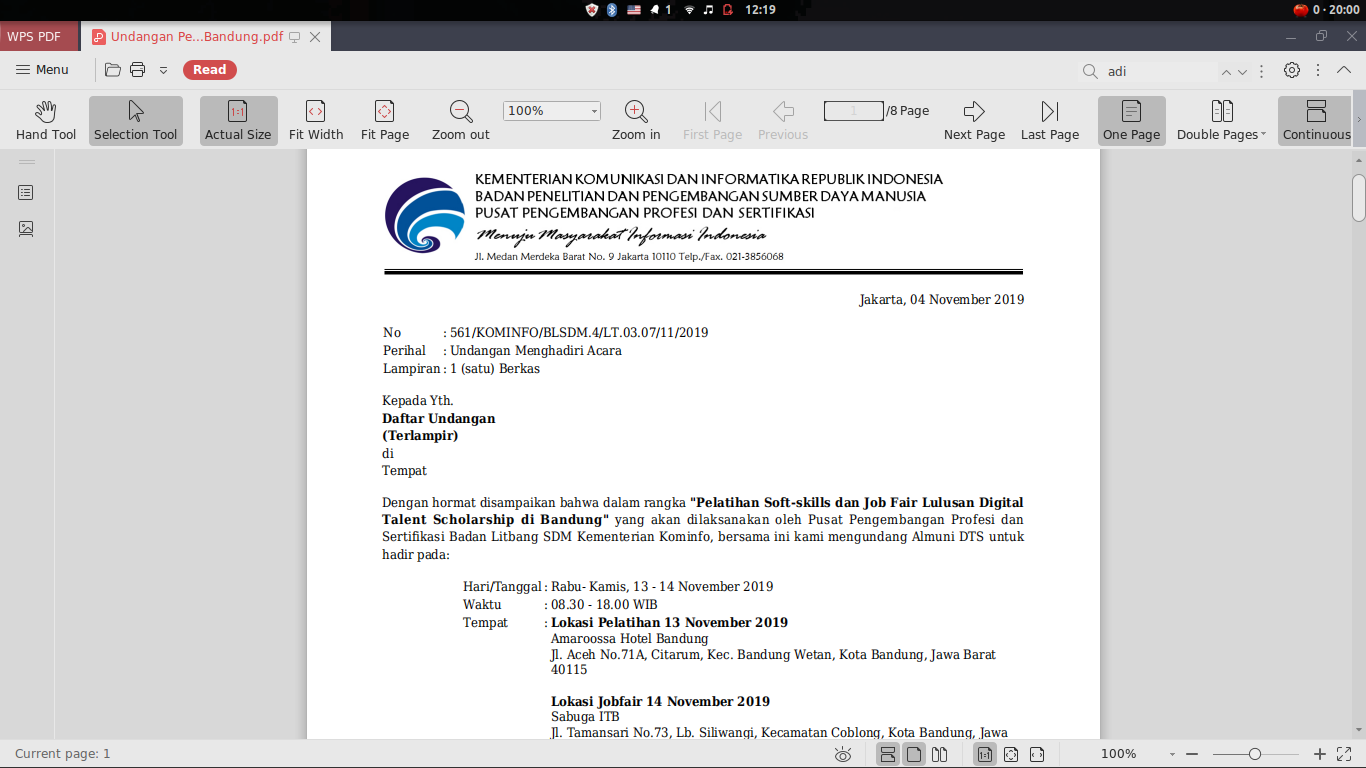 1
12:19
0 · 20:00
WPS PDF
Undangan Pe...Bandung.pdf
Menu
Read
adi
Hand Tool
Selection Tool
1:1
Actual Size
Fit Width
Fit Page
Zoom out
100%
Zoom in
First Page
Previous
1 /8 Page
Next Page
Last Page
One Page
Double Pages
Continuous
KEMENTERIAN KOMUNIKASI DAN INFORMATIKA REPUBLIK INDONESIA
BADAN PENELITIAN DAN PENGEMBANGAN SUMBER DAYA MANUSIA
PUSAT PENGEMBANGAN PROFESI DAN SERTIFIKASI
Menuju Masyarakat Informasi Indonesia
Jl. Medan Merdeka Barat No. 9 Jakarta 10110 Telp./Fax. 021-3856068
Jakarta, 04 November 2019
No : 561/KOMINFO/BLSDM.4/LT.03.07/11/2019
Perihal : Undangan Menghadiri Acara
Lampiran : 1 (satu) Berkas
Kepada Yth.
Daftar Undangan
(Terlampir)
di
Tempat
Dengan hormat disampaikan bahwa dalam rangka "Pelatihan Soft-skills dan Job Fair Lulusan Digital
Talent Scholarship di Bandung" yang akan dilaksanakan oleh Pusat Pengembangan Profesi dan
Sertifikasi Badan Litbang SDM Kementerian Kominfo, bersama ini kami mengundang Almuni DTS untuk
hadir pada:
Hari/Tanggal : Rabu- Kamis, 13 - 14 November 2019
Waktu : 08.30 - 18.00 WIB
Tempat : Lokasi Pelatihan 13 November 2019
Amaroossa Hotel Bandung
Jl. Aceh No.71A, Citarum, Kec. Bandung Wetan, Kota Bandung, Jawa Barat
40115
Lokasi Jobfair 14 November 2019
Sabuga ITB
Jl. Tamansari No.73, Lb. Siliwangi, Kecamatan Coblong, Kota Bandung, Jawa
Current page: 1
1:1
100%